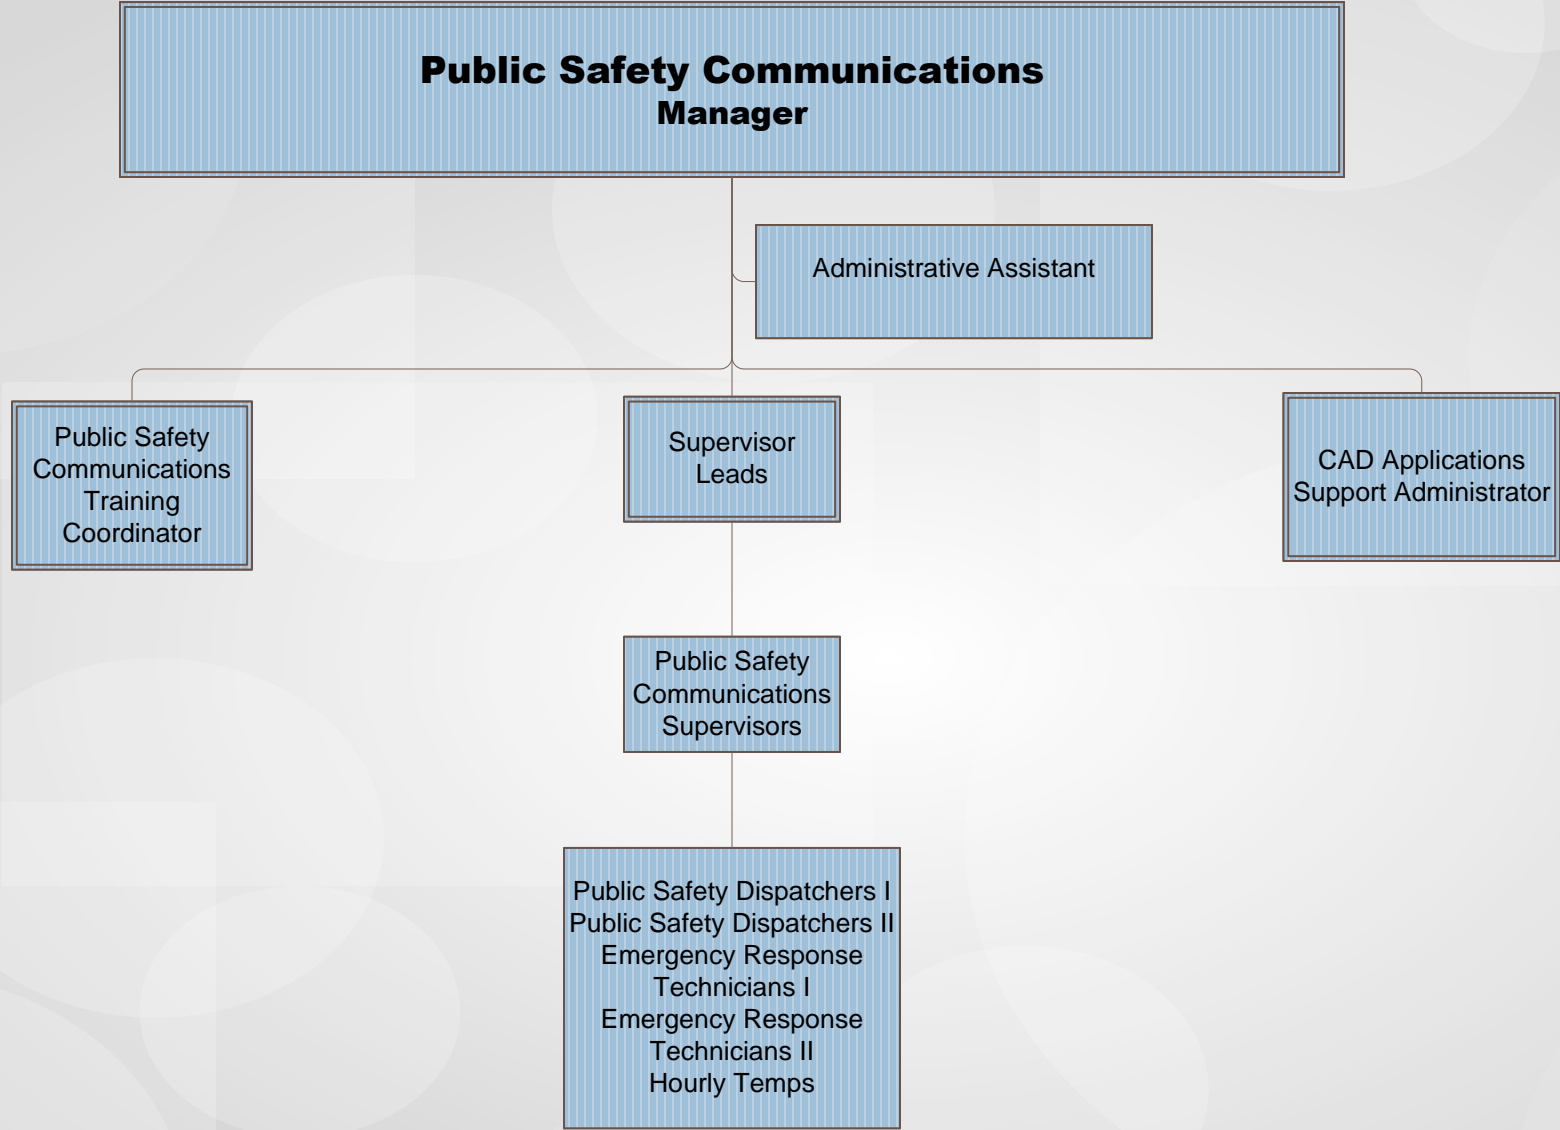 Public Safety Communications
Manager
Administrative Assistant
Public Safety
Communications
Training
Coordinator
Supervisor
Leads
CAD Applications
Support Administrator
Public Safety
Communications
Supervisors
Public Safety Dispatchers I
Public Safety Dispatchers II
Emergency Response
Technicians I
Emergency Response
Technicians II
Hourly Temps